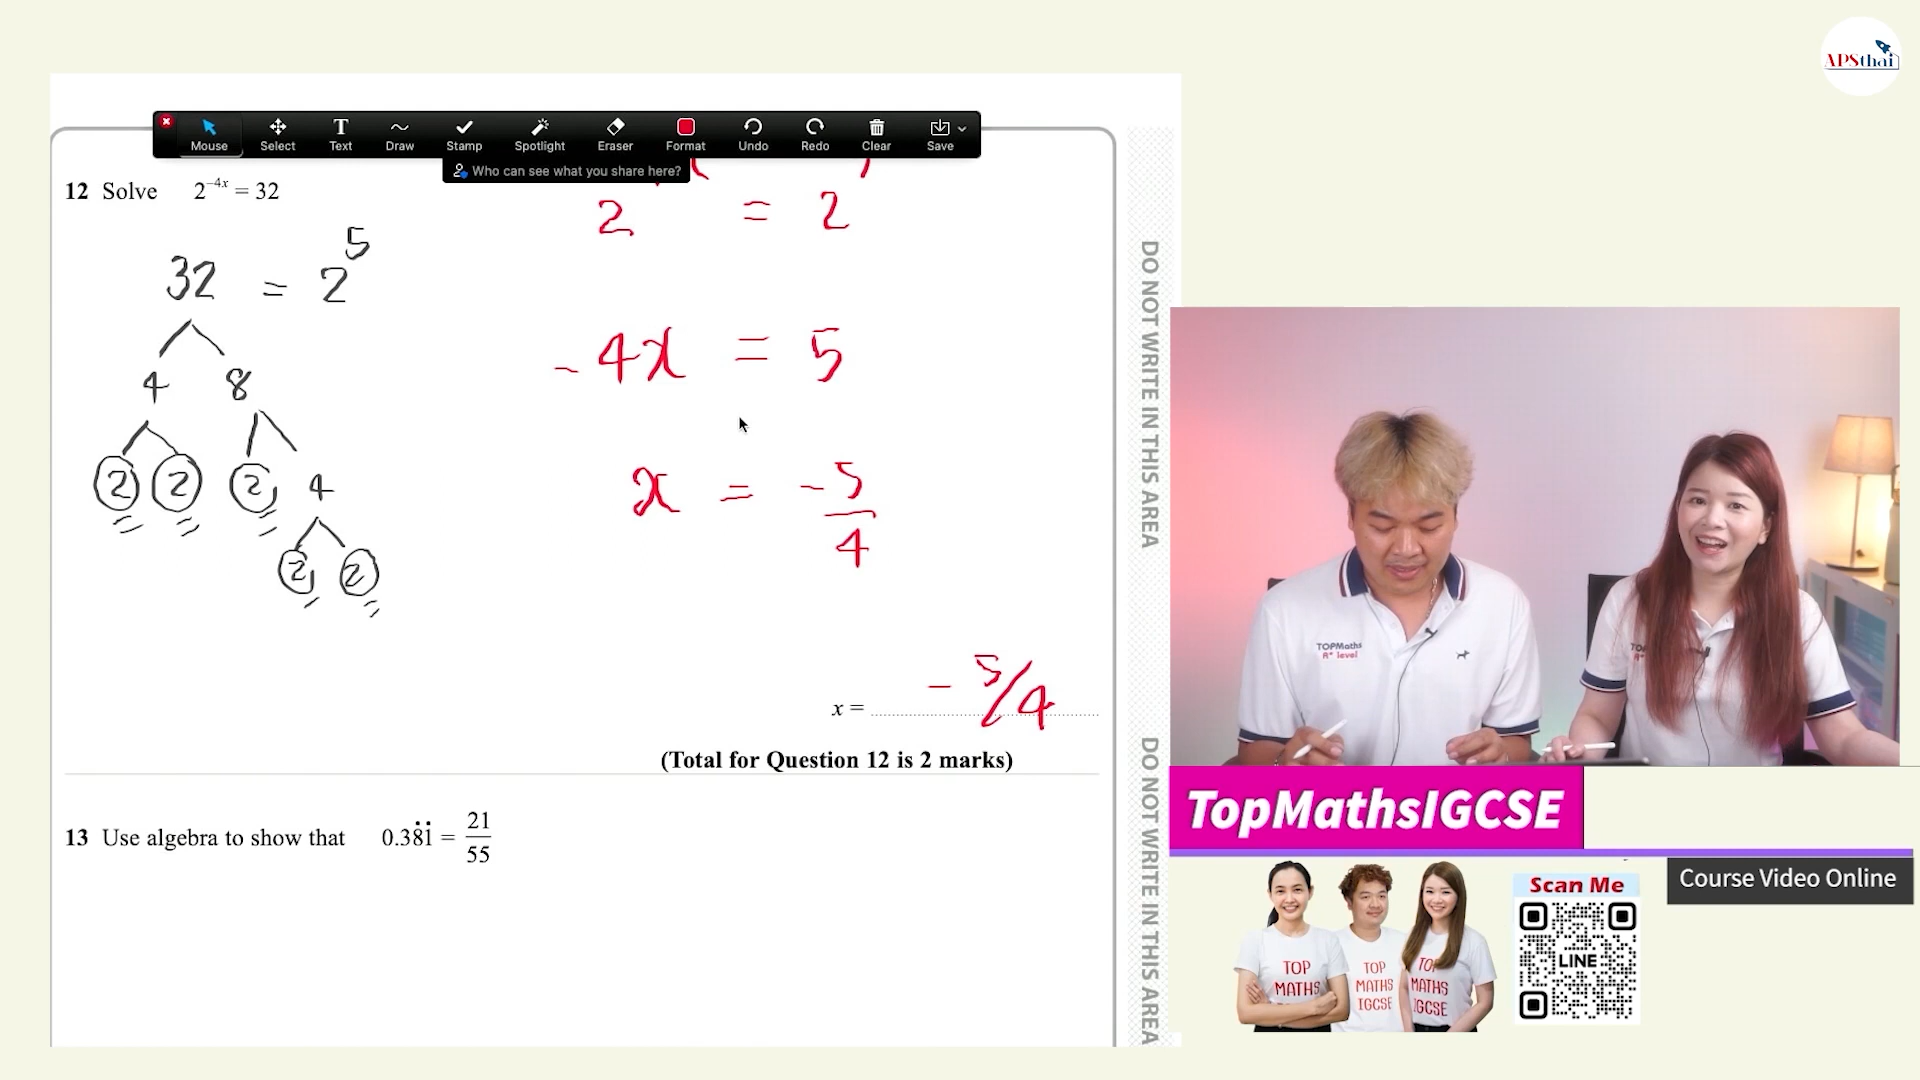 APSthai
Mouse Select Text Draw Stamp Spotlight Eraser Format Undo Redo Clear Save
Who can see what you share here?
12 Solve 2⁻⁴ˣ = 32
32 = 2⁵
4 8
2 2 2 4
2 2
2 = 2
-4x = 5
x = -5/4
x = - 5/4
(Total for Question 12 is 2 marks)
13 Use algebra to show that 0.38̇1̇ = 21/55
DO NOT WRITE IN THIS AREA
DO NOT WRITE IN THIS AREA
TOPMaths
A* level
TopMathsIGCSE
Course Video Online
Scan Me
LINE
TOP
MATHS
TOP
MATHS
IGCSE
TOP
MATHS
IGCSE